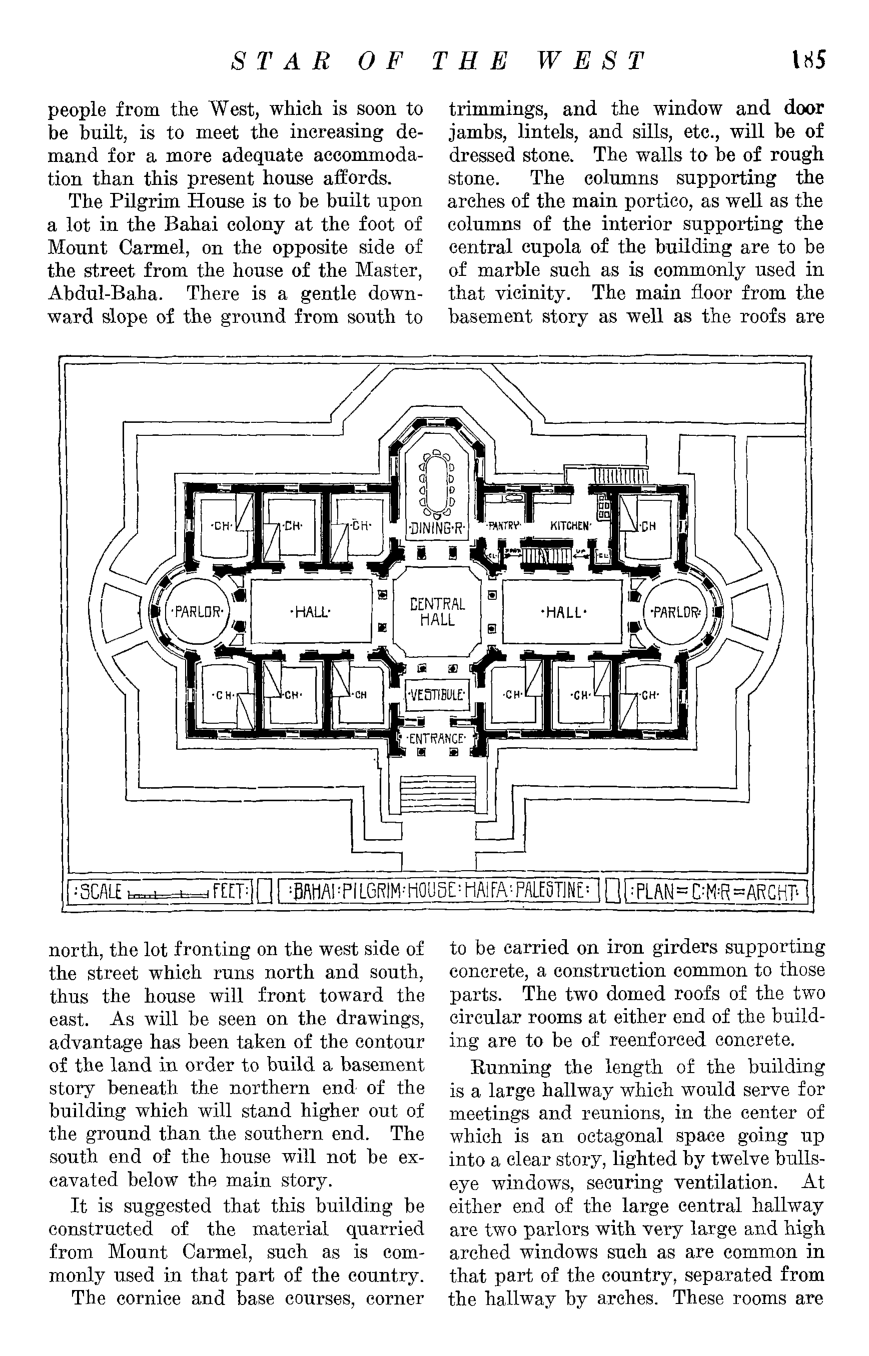 STAR OF THE WEST 185
people from the West, which is soon to
be built, is to meet the increasing de-
mand for a more adequate accommoda-
tion than this present house affords.
The Pilgrim House is to be built upon
a lot in the Bahai colony at the foot of
Mount Carmel, on the opposite side of
the street from the house of the Master,
Abdul-Baha. There is a gentle down-
ward slope of the ground from south to
trimmings, and the window and door
jambs, lintels, and sills, etc., will be of
dressed stone. The walls to be of rough
stone. The columns supporting the
arches of the main portico, as well as the
columns of the interior supporting the
central cupola of the building are to be
of marble such as is commonly used in
that vicinity. The main floor from the
basement story as well as the roofs are
·CH· ·CH· ·CH· ·DINING·R· ·PANTRY· KITCHEN· ·CH
·CL· DOWN UP ·CL·
·PARLOR· ·HALL· CENTRAL
HALL ·HALL· ·PARLOR·
·CH· ·CH· ·CH ·VESTIBULE· ·CH· ·CH· ·CH·
·ENTRANCE·
:SCALE FEET: :BAHAI:PILGRIM:HOUSE:HAIFA:PALESTINE: :PLAN=C:M:R=ARCHT·
north, the lot fronting on the west side of
the street which runs north and south,
thus the house will front toward the
east. As will be seen on the drawings,
advantage has been taken of the contour
of the land in order to build a basement
story beneath the northern end of the
building which will stand higher out of
the ground than the southern end. The
south end of the house will not be ex-
cavated below the main story.
It is suggested that this building be
constructed of the material quarried
from Mount Carmel, such as is com-
monly used in that part of the country.
The cornice and base courses, corner
to be carried on iron girders supporting
concrete, a construction common to those
parts. The two domed roofs of the two
circular rooms at either end of the build-
ing are to be of reenforced concrete.
Running the length of the building
is a large hallway which would serve for
meetings and reunions, in the center of
which is an octagonal space going up
into a clear story, lighted by twelve bulls-
eye windows, securing ventilation. At
either end of the large central hallway
are two parlors with very large and high
arched windows such as are common in
that part of the country, separated from
the hallway by arches. These rooms are